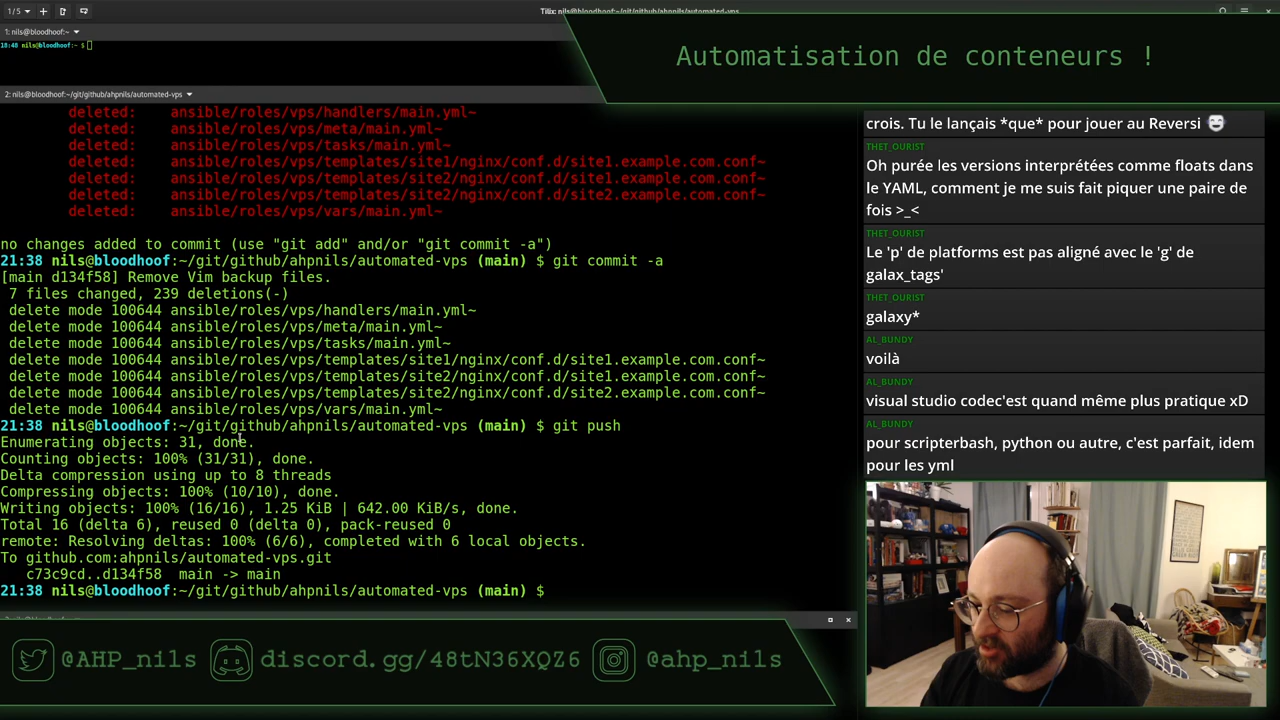 1/5
Tilix: nils@bloodhoof:~/git/github/ahpnils/automated-vps
1: nils@bloodhoof:~
18:48 nils@bloodhoof:~ $
Automatisation de conteneurs !
2: nils@bloodhoof:~/git/github/ahpnils/automated-vps
deleted:    ansible/roles/vps/handlers/main.yml~
deleted:    ansible/roles/vps/meta/main.yml~
deleted:    ansible/roles/vps/tasks/main.yml~
deleted:    ansible/roles/vps/templates/site1/nginx/conf.d/site1.example.com.conf~
deleted:    ansible/roles/vps/templates/site2/nginx/conf.d/site1.example.com.conf~
deleted:    ansible/roles/vps/templates/site2/nginx/conf.d/site2.example.com.conf~
deleted:    ansible/roles/vps/vars/main.yml~
no changes added to commit (use "git add" and/or "git commit -a")
21:38 nils@bloodhoof:~/git/github/ahpnils/automated-vps (main) $ git commit -a
[main d134f58] Remove Vim backup files.
7 files changed, 239 deletions(-)
delete mode 100644 ansible/roles/vps/handlers/main.yml~
delete mode 100644 ansible/roles/vps/meta/main.yml~
delete mode 100644 ansible/roles/vps/tasks/main.yml~
delete mode 100644 ansible/roles/vps/templates/site1/nginx/conf.d/site1.example.com.conf~
delete mode 100644 ansible/roles/vps/templates/site2/nginx/conf.d/site1.example.com.conf~
delete mode 100644 ansible/roles/vps/templates/site2/nginx/conf.d/site2.example.com.conf~
delete mode 100644 ansible/roles/vps/vars/main.yml~
21:38 nils@bloodhoof:~/git/github/ahpnils/automated-vps (main) $ git push
Enumerating objects: 31, done.
Counting objects: 100% (31/31), done.
Delta compression using up to 8 threads
Compressing objects: 100% (10/10), done.
Writing objects: 100% (16/16), 1.25 KiB | 642.00 KiB/s, done.
Total 16 (delta 6), reused 0 (delta 0), pack-reused 0
remote: Resolving deltas: 100% (6/6), completed with 6 local objects.
To github.com:ahpnils/automated-vps.git
c73c9cd..d134f58  main -> main
21:38 nils@bloodhoof:~/git/github/ahpnils/automated-vps (main) $
crois. Tu le lançais *que* pour jouer au Reversi
THET_OURIST
Oh purée les versions interprétées comme floats dans
le YAML, comment je me suis fait piquer une paire de
fois >_<
THET_OURIST
Le 'p' de platforms est pas aligné avec le 'g' de
galax_tags'
THET_OURIST
galaxy*
AL_BUNDY
voilà
AL_BUNDY
visual studio codec'est quand même plus pratique xD
AL_BUNDY
pour scripterbash, python ou autre, c'est parfait, idem
pour les yml
@AHP_nils
discord.gg/48tN36XQZ6
@ahp_nils